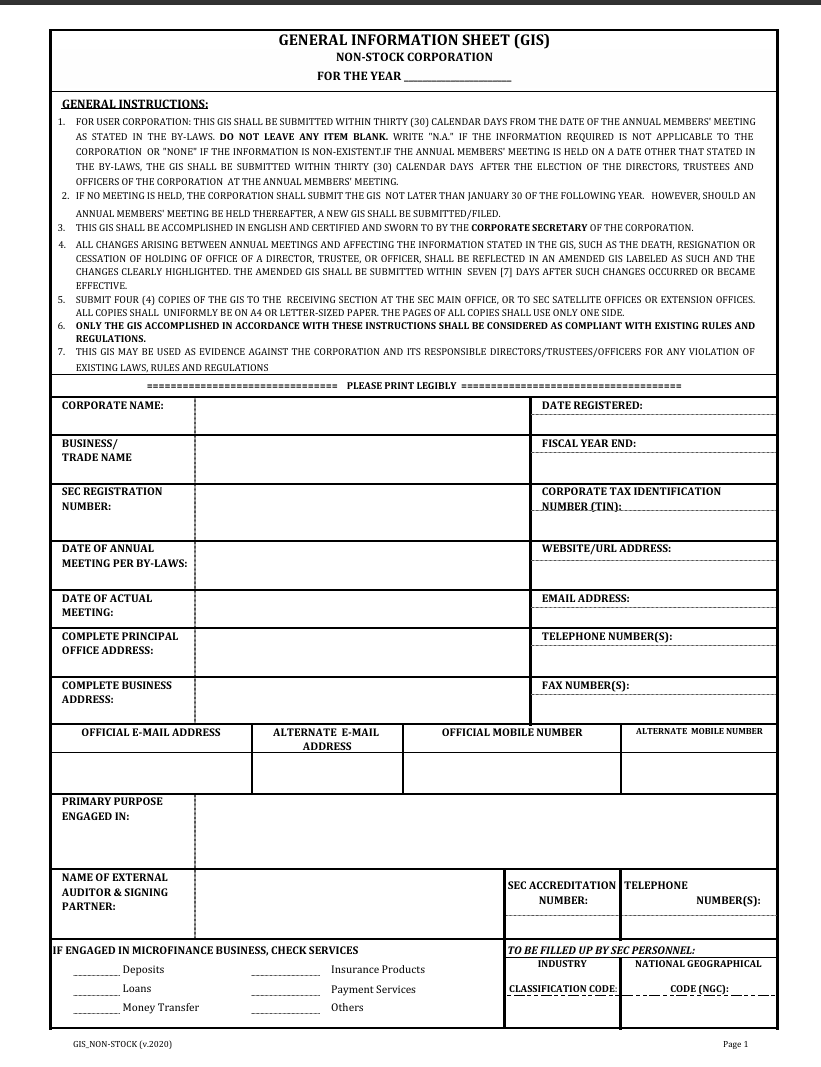 GENERAL INFORMATION SHEET (GIS)
NON-STOCK CORPORATION
FOR THE YEAR ____________________
GENERAL INSTRUCTIONS:
1. FOR USER CORPORATION: THIS GIS SHALL BE SUBMITTED WITHIN THIRTY (30) CALENDAR DAYS FROM THE DATE OF THE ANNUAL MEMBERS' MEETING
AS STATED IN THE BY-LAWS. DO NOT LEAVE ANY ITEM BLANK. WRITE "N.A." IF THE INFORMATION REQUIRED IS NOT APPLICABLE TO THE
CORPORATION OR "NONE" IF THE INFORMATION IS NON-EXISTENT.IF THE ANNUAL MEMBERS' MEETING IS HELD ON A DATE OTHER THAT STATED IN
THE BY-LAWS, THE GIS SHALL BE SUBMITTED WITHIN THIRTY (30) CALENDAR DAYS AFTER THE ELECTION OF THE DIRECTORS, TRUSTEES AND
OFFICERS OF THE CORPORATION AT THE ANNUAL MEMBERS' MEETING.
2. IF NO MEETING IS HELD, THE CORPORATION SHALL SUBMIT THE GIS NOT LATER THAN JANUARY 30 OF THE FOLLOWING YEAR. HOWEVER, SHOULD AN
ANNUAL MEMBERS' MEETING BE HELD THEREAFTER, A NEW GIS SHALL BE SUBMITTED/FILED.
3. THIS GIS SHALL BE ACCOMPLISHED IN ENGLISH AND CERTIFIED AND SWORN TO BY THE CORPORATE SECRETARY OF THE CORPORATION.
4. ALL CHANGES ARISING BETWEEN ANNUAL MEETINGS AND AFFECTING THE INFORMATION STATED IN THE GIS, SUCH AS THE DEATH, RESIGNATION OR
CESSATION OF HOLDING OF OFFICE OF A DIRECTOR, TRUSTEE, OR OFFICER, SHALL BE REFLECTED IN AN AMENDED GIS LABELED AS SUCH AND THE
CHANGES CLEARLY HIGHLIGHTED. THE AMENDED GIS SHALL BE SUBMITTED WITHIN SEVEN [7] DAYS AFTER SUCH CHANGES OCCURRED OR BECAME
EFFECTIVE.
5. SUBMIT FOUR (4) COPIES OF THE GIS TO THE RECEIVING SECTION AT THE SEC MAIN OFFICE, OR TO SEC SATELLITE OFFICES OR EXTENSION OFFICES.
ALL COPIES SHALL UNIFORMLY BE ON A4 OR LETTER-SIZED PAPER. THE PAGES OF ALL COPIES SHALL USE ONLY ONE SIDE.
6. ONLY THE GIS ACCOMPLISHED IN ACCORDANCE WITH THESE INSTRUCTIONS SHALL BE CONSIDERED AS COMPLIANT WITH EXISTING RULES AND
REGULATIONS.
7. THIS GIS MAY BE USED AS EVIDENCE AGAINST THE CORPORATION AND ITS RESPONSIBLE DIRECTORS/TRUSTEES/OFFICERS FOR ANY VIOLATION OF
EXISTING LAWS, RULES AND REGULATIONS
================================ PLEASE PRINT LEGIBLY =====================================
CORPORATE NAME:
DATE REGISTERED:
BUSINESS/
TRADE NAME
FISCAL YEAR END:
SEC REGISTRATION
NUMBER:
CORPORATE TAX IDENTIFICATION
NUMBER (TIN):
DATE OF ANNUAL
MEETING PER BY-LAWS:
WEBSITE/URL ADDRESS:
DATE OF ACTUAL
MEETING:
EMAIL ADDRESS:
COMPLETE PRINCIPAL
OFFICE ADDRESS:
TELEPHONE NUMBER(S):
COMPLETE BUSINESS
ADDRESS:
FAX NUMBER(S):
OFFICIAL E-MAIL ADDRESS
ALTERNATE E-MAIL
ADDRESS
OFFICIAL MOBILE NUMBER
ALTERNATE MOBILE NUMBER
PRIMARY PURPOSE
ENGAGED IN:
NAME OF EXTERNAL
AUDITOR & SIGNING
PARTNER:
SEC ACCREDITATION
NUMBER:
TELEPHONE
NUMBER(S):
IF ENGAGED IN MICROFINANCE BUSINESS, CHECK SERVICES
__________ Deposits
_______________ Insurance Products
__________ Loans
_______________ Payment Services
__________ Money Transfer
_______________ Others
TO BE FILLED UP BY SEC PERSONNEL:
INDUSTRY
CLASSIFICATION CODE:
NATIONAL GEOGRAPHICAL
CODE (NGC):
GIS_NON-STOCK (v.2020)
Page 1